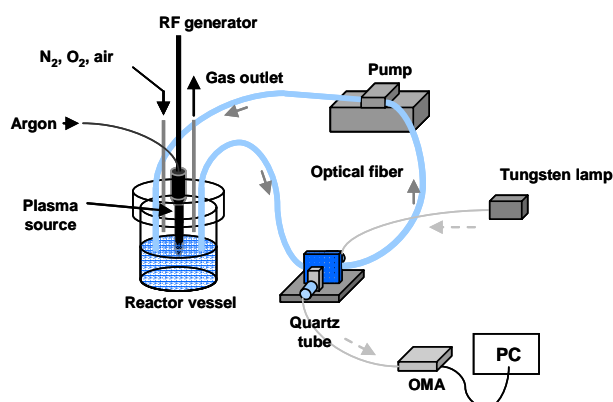 RF generator
N2, O2, air
Gas outlet
Pump
Argon
Optical fiber
Tungsten lamp
Plasma
source
Reactor vessel
Quartz
tube
PC
OMA